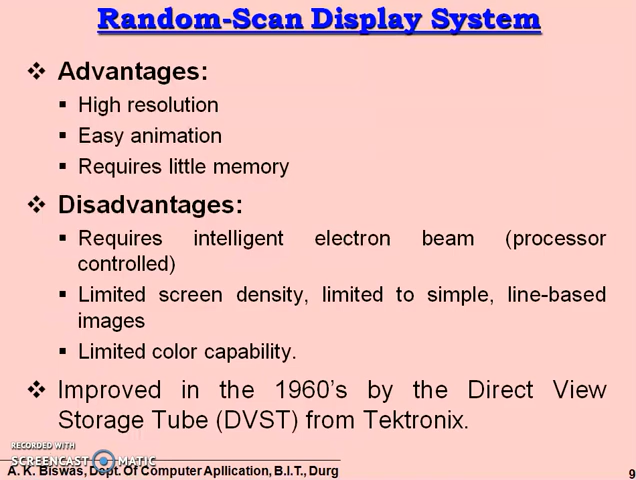 Random-Scan Display System
❖ Advantages:
▪ High resolution
▪ Easy animation
▪ Requires little memory
❖ Disadvantages:
▪ Requires intelligent electron beam (processor
controlled)
▪ Limited screen density, limited to simple, line-based
images
▪ Limited color capability.
❖ Improved in the 1960's by the Direct View
Storage Tube (DVST) from Tektronix.
RECORDED WITH
SCREENCAST MATIC
A. K. Biswas, Dept. Of Computer Apllication, B.I.T., Durg
9